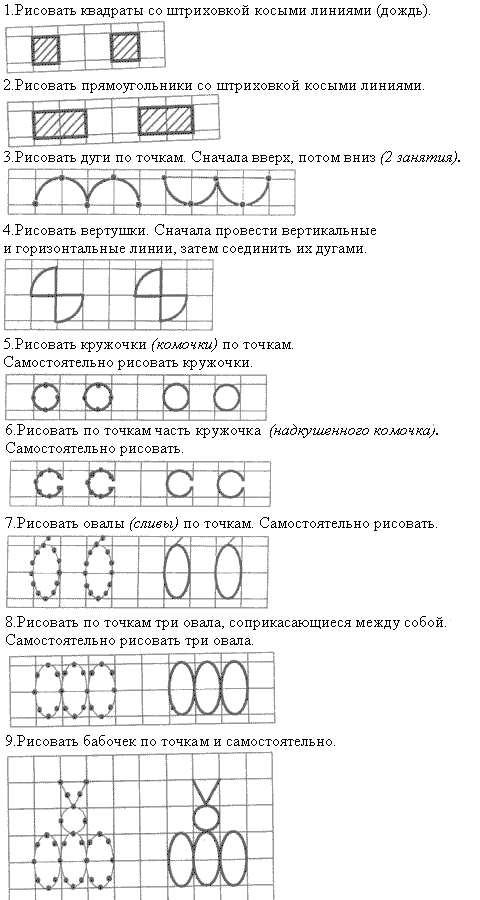 1.Рисовать квадраты со штриховкой косыми линиями (дождь).
2.Рисовать прямоугольники со штриховкой косыми линиями.
3.Рисовать дуги по точкам. Сначала вверх, потом вниз (2 занятия).
4.Рисовать вертушки. Сначала провести вертикальные
и горизонтальные линии, затем соединить их дугами.
5.Рисовать кружочки (комочки) по точкам.
Самостоятельно рисовать кружочки.
6.Рисовать по точкам часть кружочка (надкушенного комочка).
Самостоятельно рисовать.
7.Рисовать овалы (сливы) по точкам. Самостоятельно рисовать.
8.Рисовать по точкам три овала, соприкасающиеся между собой.
Самостоятельно рисовать три овала.
9.Рисовать бабочек по точкам и самостоятельно.